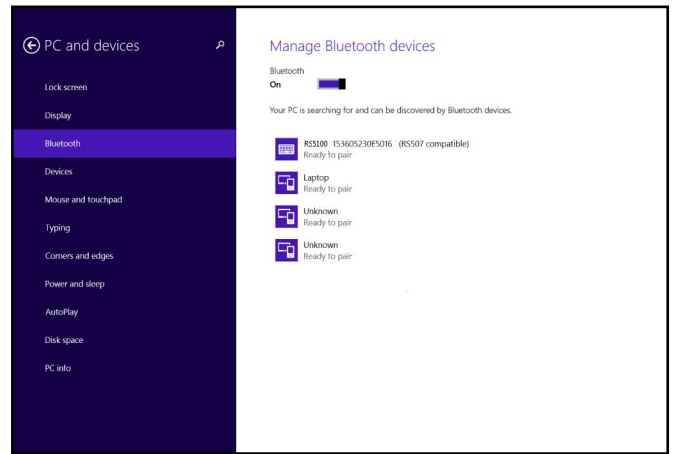 PC and devices
Lock screen
Display
Bluetooth
Devices
Mouse and touchpad
Typing
Corners and edges
Power and sleep
AutoPlay
Disk space
PC info
Manage Bluetooth devices
Bluetooth
On
Your PC is searching for and can be discovered by Bluetooth devices.
RS5100 153605230E5016 (RS507 compatible)
Ready to pair
Laptop
Ready to pair
Unknown
Ready to pair
Unknown
Ready to pair